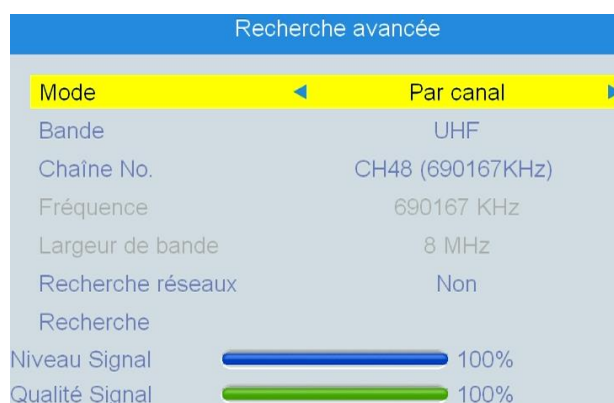 Recherche avancée
Mode ◀ Par canal ▶
Bande UHF
Chaîne No. CH48 (690167KHz)
Fréquence 690167 KHz
Largeur de bande 8 MHz
Recherche réseaux Non
Recherche
Niveau Signal 100%
Qualité Signal 100%